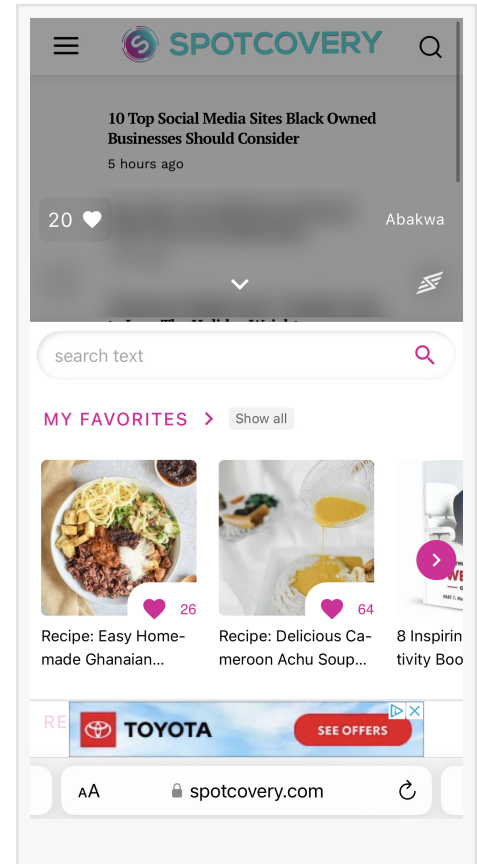 SPOTCOVERY
10 Top Social Media Sites Black Owned
Businesses Should Consider
5 hours ago
20
Abakwa
search text
MY FAVORITES
Show all
26
64
Recipe: Easy Home-
made Ghanaian...
Recipe: Delicious Ca-
meroon Achu Soup...
8 Inspirin
tivity Boo
RE
TOYOTA
SEE OFFERS
AA
spotcovery.com